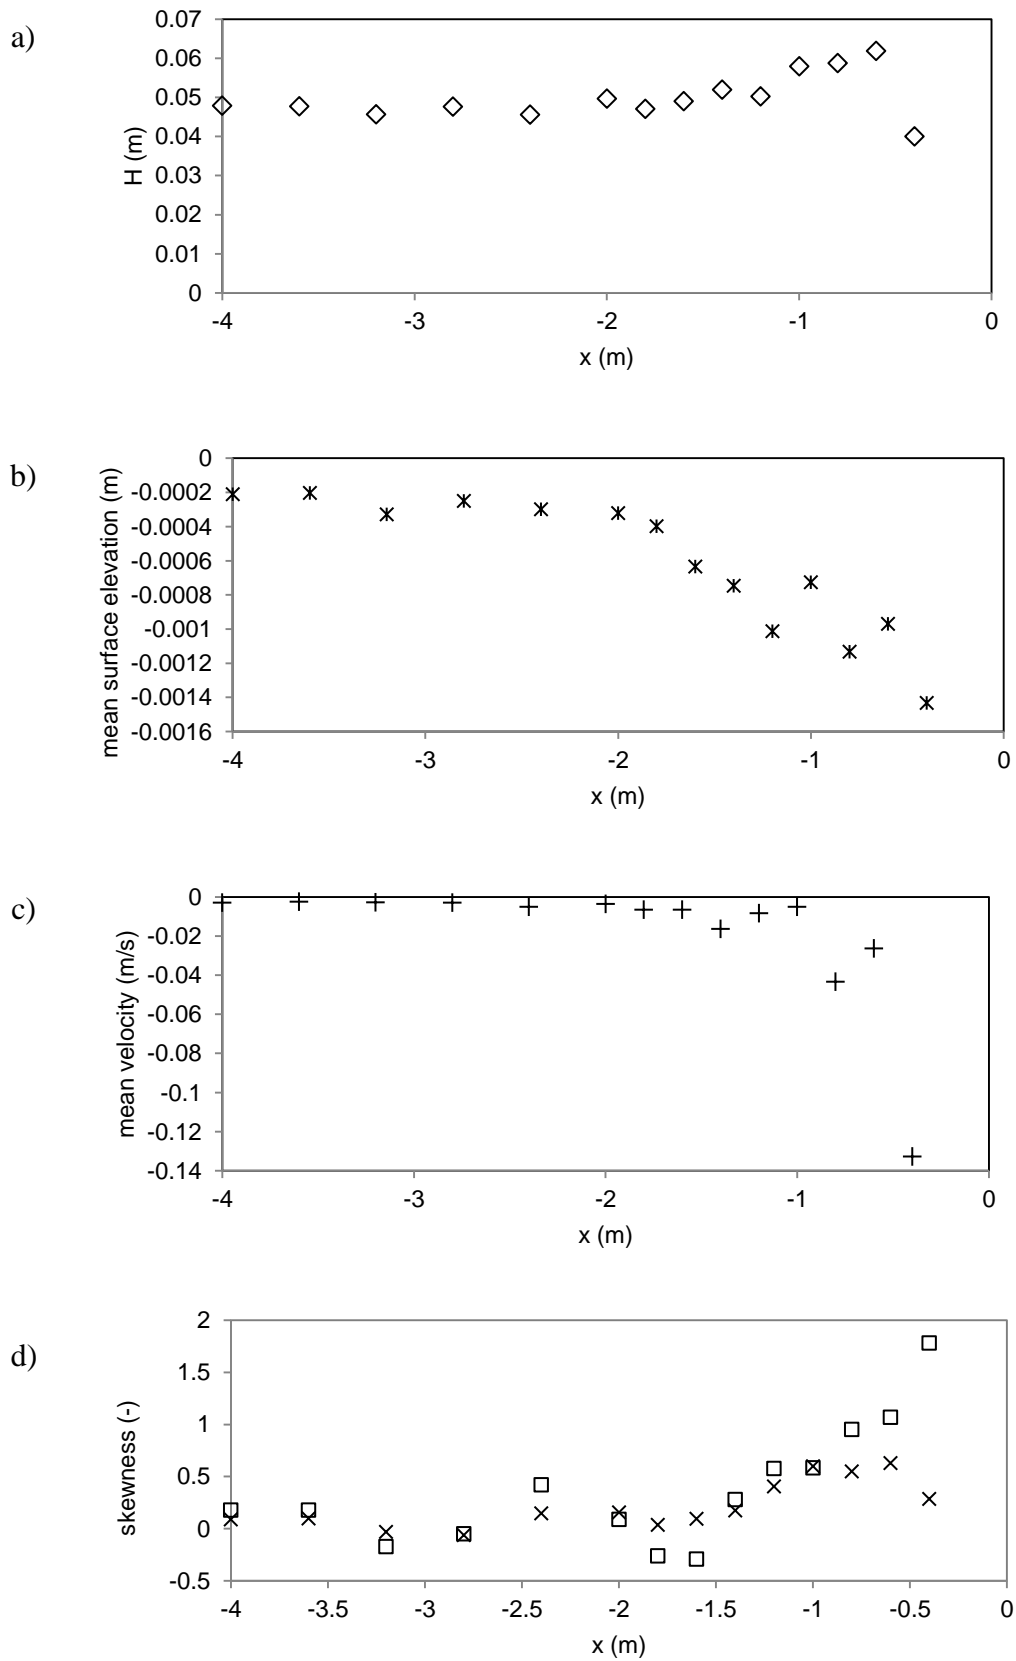 a)
H (m)
0.07
0.06
0.05
0.04
0.03
0.02
0.01
0
-4 -3 -2 -1 0
x (m)
b)
mean surface elevation (m)
0
-0.0002
-0.0004
-0.0006
-0.0008
-0.001
-0.0012
-0.0014
-0.0016
-4 -3 -2 -1 0
x (m)
c)
mean velocity (m/s)
0
-0.02
-0.04
-0.06
-0.08
-0.1
-0.12
-0.14
-4 -3 -2 -1 0
x (m)
d)
skewness (-)
2
1.5
1
0.5
0
-0.5
-4 -3.5 -3 -2.5 -2 -1.5 -1 -0.5 0
x (m)